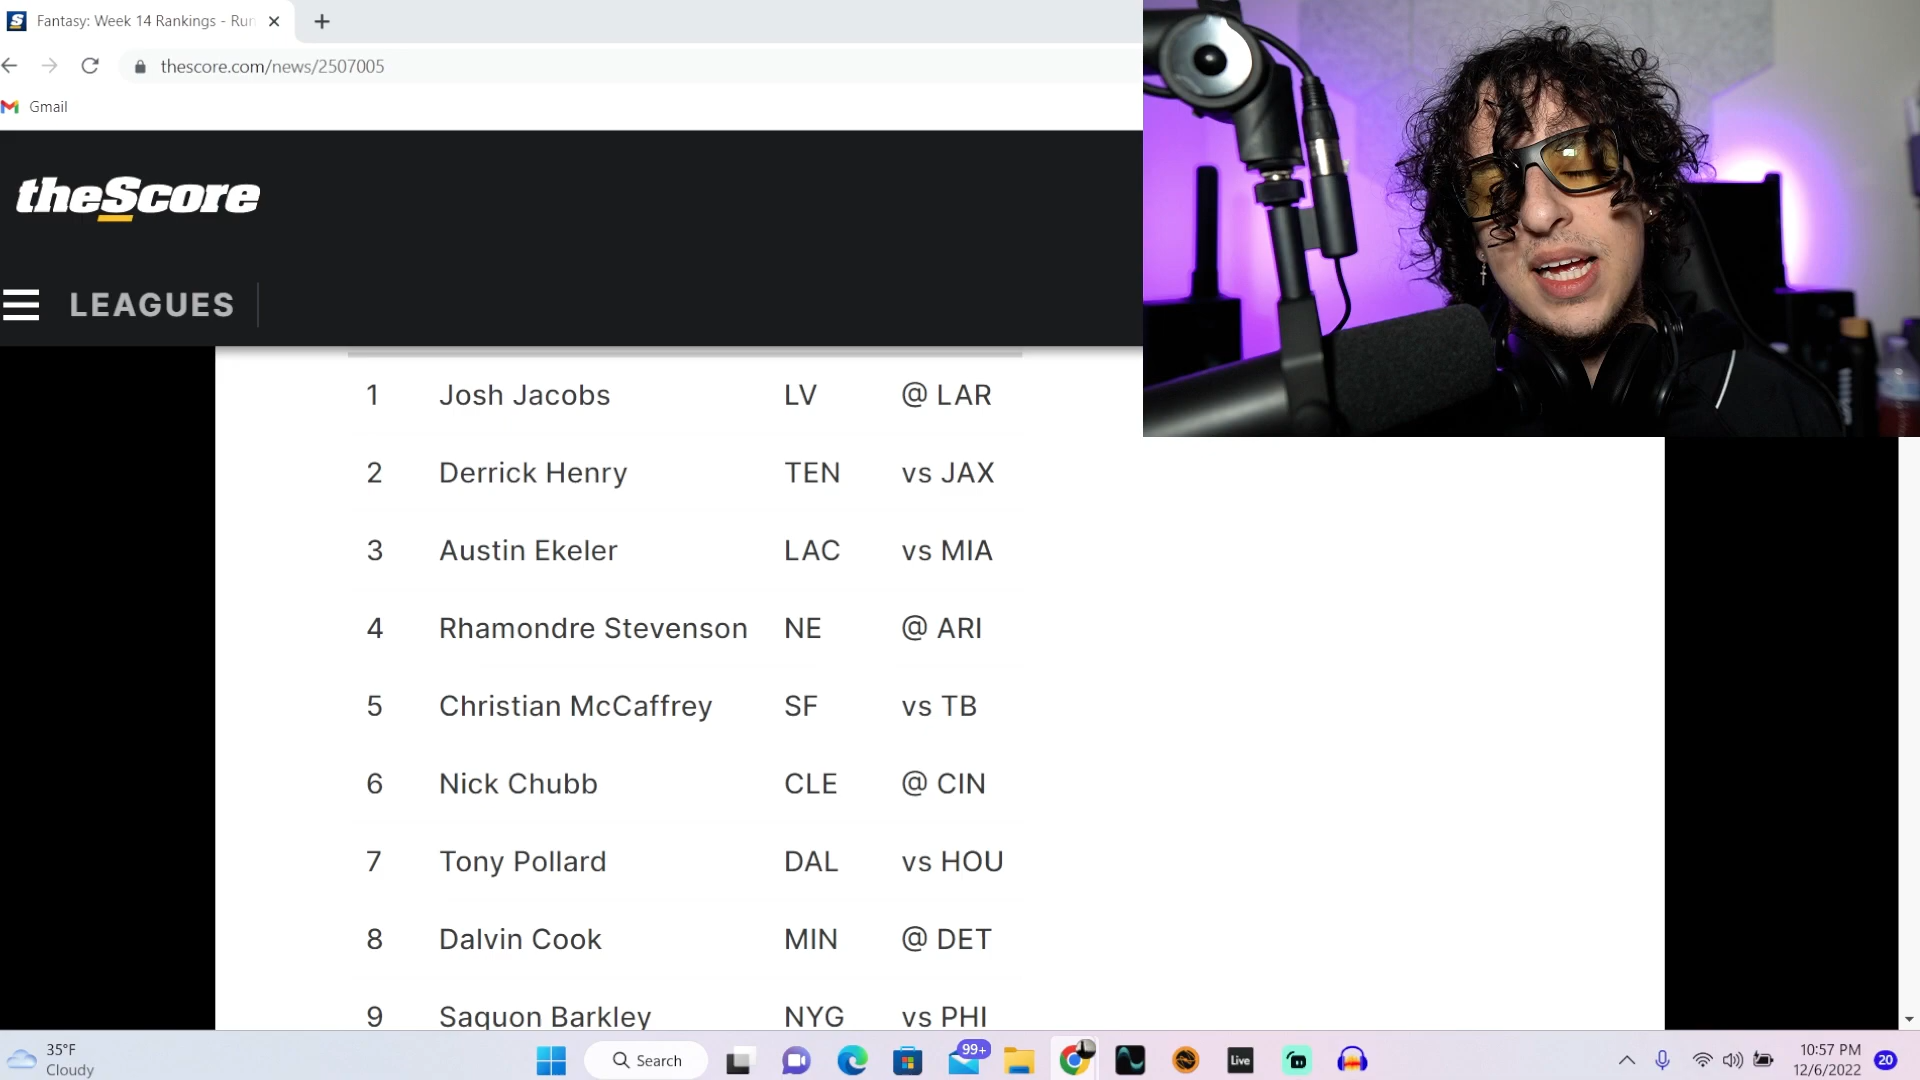 Fantasy: Week 14 Rankings - Run
thescore.com/news/2507005
Gmail
theScore
LEAGUES
1 Josh Jacobs LV @ LAR
2 Derrick Henry TEN vs JAX
3 Austin Ekeler LAC vs MIA
4 Rhamondre Stevenson NE @ ARI
5 Christian McCaffrey SF vs TB
6 Nick Chubb CLE @ CIN
7 Tony Pollard DAL vs HOU
8 Dalvin Cook MIN @ DET
9 Saquon Barkley NYG vs PHI
35°F
Cloudy
Search
99+
Live
10:57 PM
12/6/2022
20